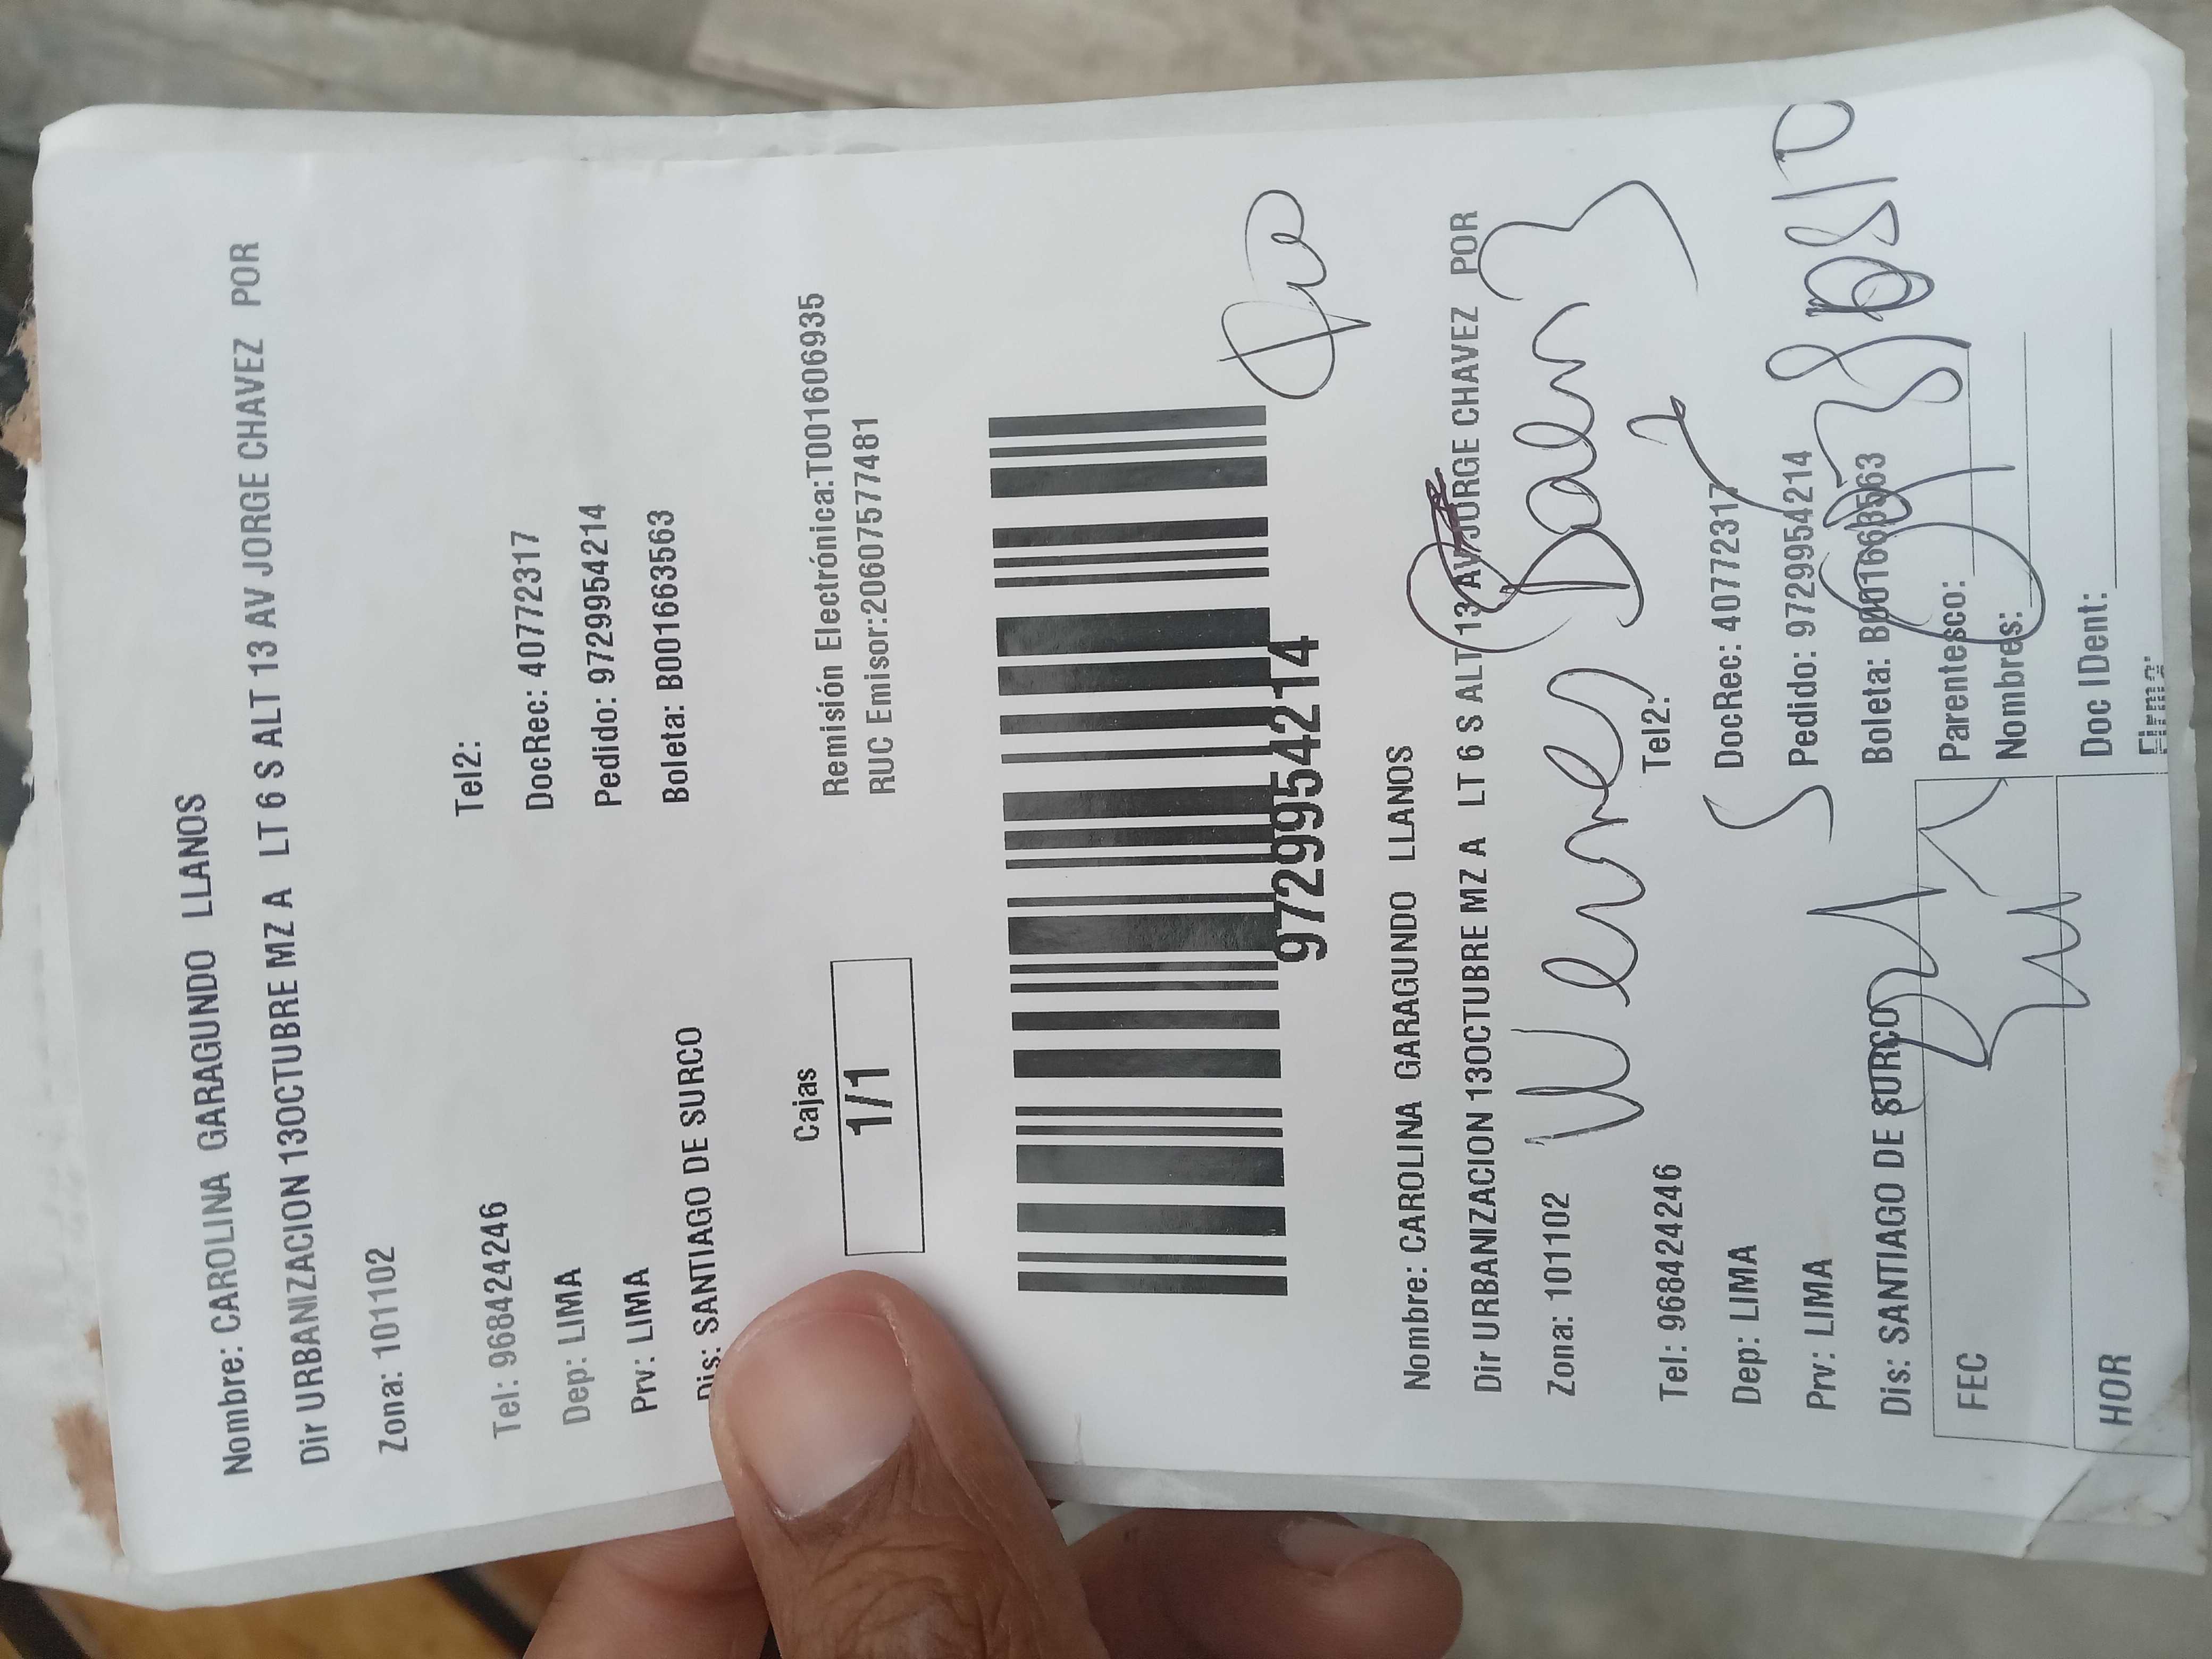 Nombre: CAROLINA GARAGUNDO LLANOS
Dir URBANIZACION 13OCTUBRE MZ A LT 6 S ALT 13 AV JORGE CHAVEZ POR
Zona: 101102
Tel: 968424246 Tel2:
Dep: LIMA DocRec: 40772317
Prv: LIMA Pedido: 9729954214
Dis: SANTIAGO DE SURCO Boleta: B001663563
Cajas
1/1
Remisión Electrónica:T001606935
RUC Emisor:20607577481
9729954214
Nombre: CAROLINA GARAGUNDO LLANOS
Dir URBANIZACION 13OCTUBRE MZ A LT 6 S ALT 13 AV JORGE CHAVEZ POR
Zona: 101102
Tel: 968424246 Tel2:
Dep: LIMA DocRec: 40772317
Prv: LIMA Pedido: 9729954214
Dis: SANTIAGO DE SURCO Boleta: B001663563
FEC Parentesco:
Nombres:
HOR Doc IDent:
Firma: